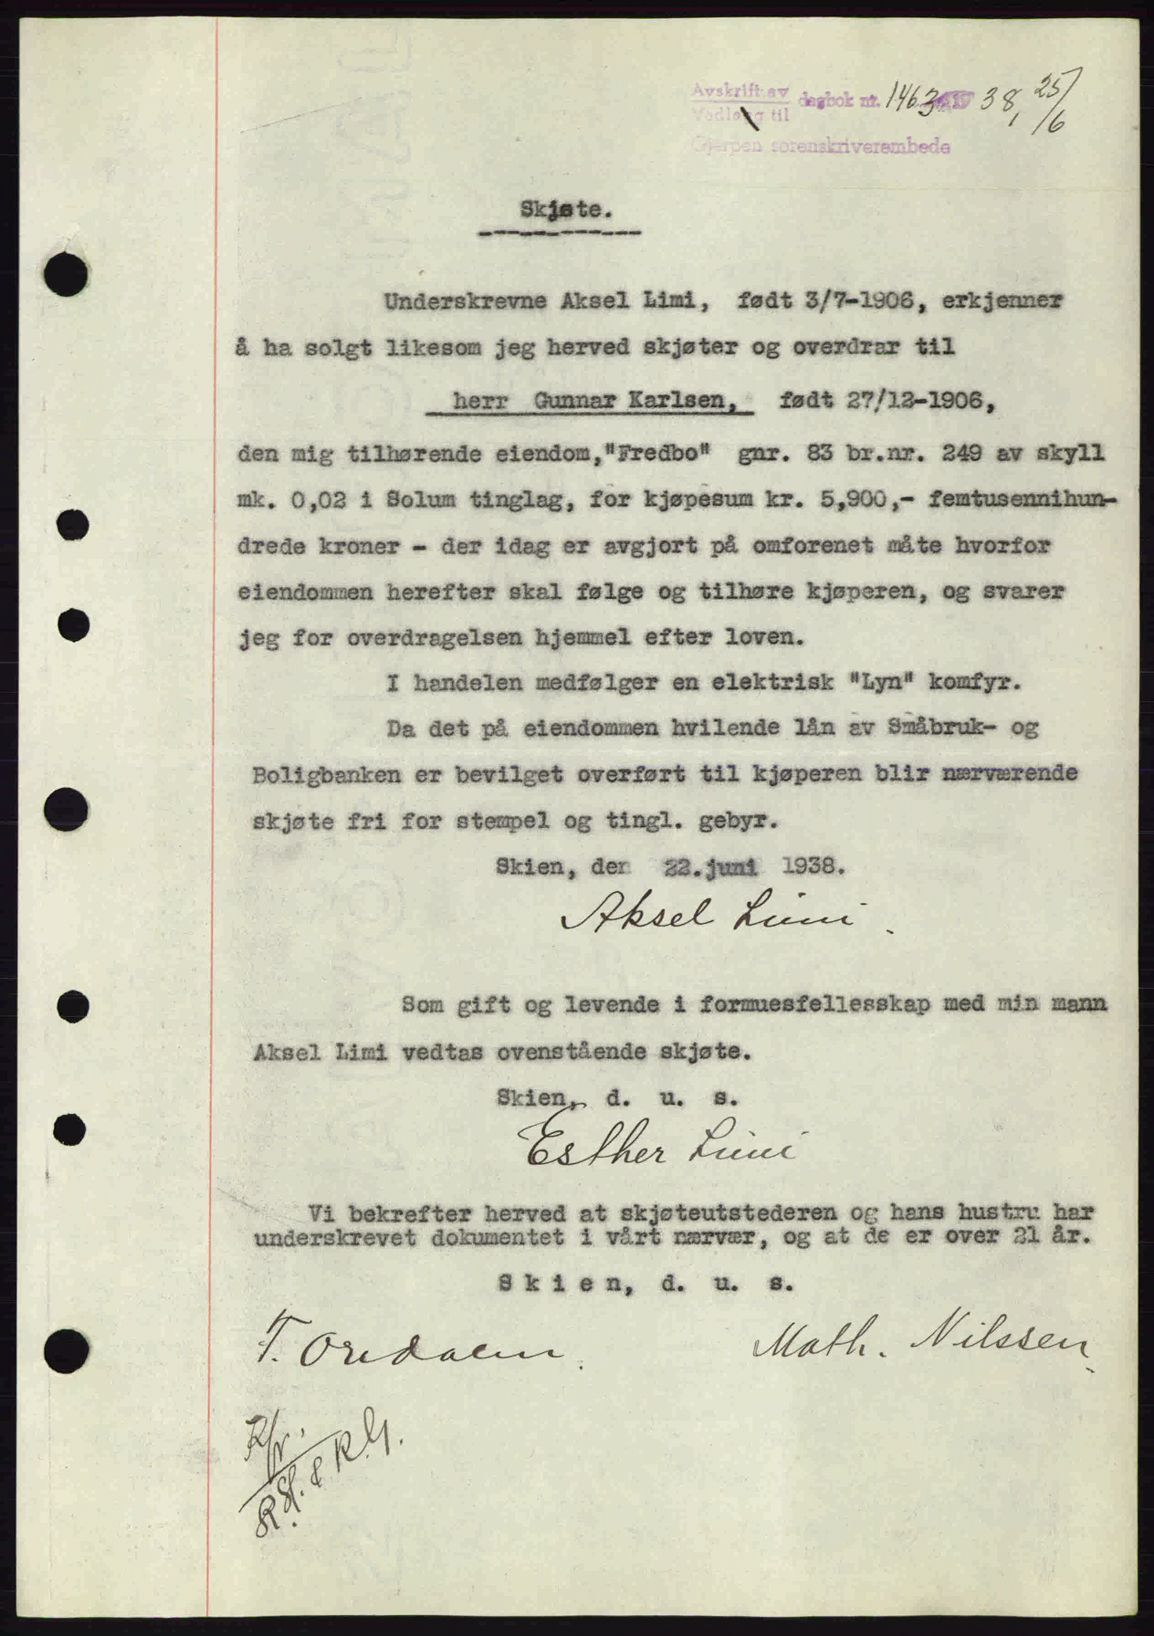 Avskrift av
Vedlegg til
dagbok nr. 1463 38, 25/6
Gjerpen sorenskriverembede
Skjøte.
Underskrevne Aksel Limi, født 3/7-1906, erkjenner
å ha solgt likesom jeg herved skjøter og overdrar til
herr Gunnar Karlsen, født 27/12-1906,
den mig tilhørende eiendom,"Fredbo" gnr. 83 br.nr. 249 av skyll
mk. 0,02 i Solum tinglag, for kjøpesum kr. 5,900,- femtusennihun-
drede kroner - der idag er avgjort på omforenet måte hvorfor
eiendommen herefter skal følge og tilhøre kjøperen, og svarer
jeg for overdragelsen hjemmel efter loven.
I handelen medfølger en elektrisk "Lyn" komfyr.
Da det på eiendommen hvilende lån av Småbruk- og
Boligbanken er bevilget overført til kjøperen blir nærværende
skjøte fri for stempel og tingl. gebyr.
Skien, den 22.juni 1938.
Aksel Limi.
Som gift og levende i formuesfellesskap med min mann
Aksel Limi vedtas ovenstående skjøte.
Skien, d. u. s.
Esther Limi
Vi bekrefter herved at skjøteutstederen og hans hustru har
underskrevet dokumentet i vårt nærvær, og at de er over 21 år.
S k i e n, d. u. s.
T. Oredalen. Math. Nilssen.